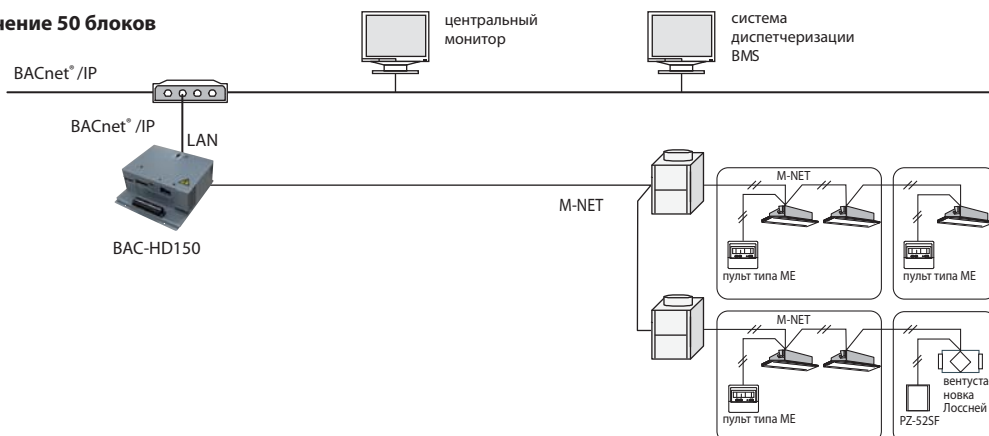 чение 50 блоков
центральный
монитор
система
диспетчеризации
BMS
BACnet® /IP
BACnet® /IP
LAN
BAC-HD150
M-NET
M-NET
пульт типа ME
пульт типа ME
M-NET
пульт типа ME
PZ-52SF
вентуста
новка
Лоссней